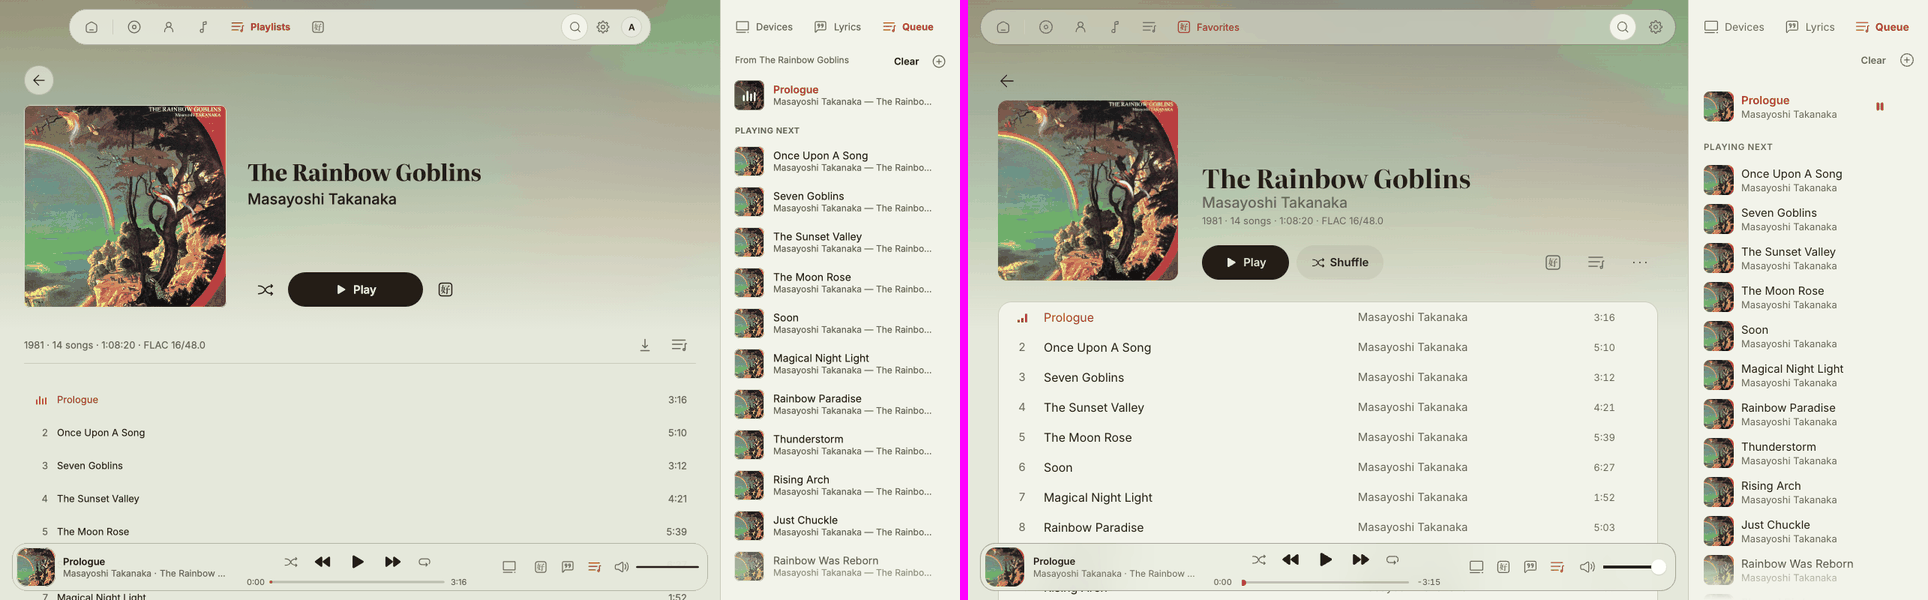 Playlists
A
Devices
Lyrics
Queue
From The Rainbow Goblins
Clear
Prologue
Masayoshi Takanaka — The Rainbo...
PLAYING NEXT
Once Upon A Song
Masayoshi Takanaka — The Rainbo...
Seven Goblins
Masayoshi Takanaka — The Rainbo...
The Sunset Valley
Masayoshi Takanaka — The Rainbo...
The Moon Rose
Masayoshi Takanaka — The Rainbo...
Soon
Masayoshi Takanaka — The Rainbo...
Magical Night Light
Masayoshi Takanaka — The Rainbo...
Rainbow Paradise
Masayoshi Takanaka — The Rainbo...
Thunderstorm
Masayoshi Takanaka — The Rainbo...
Rising Arch
Masayoshi Takanaka — The Rainbo...
Just Chuckle
Masayoshi Takanaka — The Rainbo...
Rainbow Was Reborn
Masayoshi Takanaka — The Rainbo...
THE RAINBOW GOBLINS
Masayoshi TAKANAKA
The Rainbow Goblins
Masayoshi Takanaka
Play
1981 · 14 songs · 1:08:20 · FLAC 16/48.0
Prologue 3:16
2 Once Upon A Song 5:10
3 Seven Goblins 3:12
4 The Sunset Valley 4:21
5 The Moon Rose 5:39
Prologue
Masayoshi Takanaka · The Rainbow ...
0:00
3:16
7 Magical Night Light 1:52
Favorites
Devices
Lyrics
Queue
Clear
Prologue
Masayoshi Takanaka
PLAYING NEXT
Once Upon A Song
Masayoshi Takanaka
Seven Goblins
Masayoshi Takanaka
The Sunset Valley
Masayoshi Takanaka
The Moon Rose
Masayoshi Takanaka
Soon
Masayoshi Takanaka
Magical Night Light
Masayoshi Takanaka
Rainbow Paradise
Masayoshi Takanaka
Thunderstorm
Masayoshi Takanaka
Rising Arch
Masayoshi Takanaka
Just Chuckle
Masayoshi Takanaka
Rainbow Was Reborn
Masayoshi Takanaka
THE RAINBOW GOBLINS
Masayoshi TAKANAKA
The Rainbow Goblins
Masayoshi Takanaka
1981 · 14 songs · 1:08:20 · FLAC 16/48.0
Play
Shuffle
Prologue Masayoshi Takanaka 3:16
2 Once Upon A Song Masayoshi Takanaka 5:10
3 Seven Goblins Masayoshi Takanaka 3:12
4 The Sunset Valley Masayoshi Takanaka 4:21
5 The Moon Rose Masayoshi Takanaka 5:39
6 Soon Masayoshi Takanaka 6:27
7 Magical Night Light Masayoshi Takanaka 1:52
8 Rainbow Paradise Masayoshi Takanaka 5:03
Prologue
Masayoshi Takanaka · The Rainbow ...
0:00
-3:15